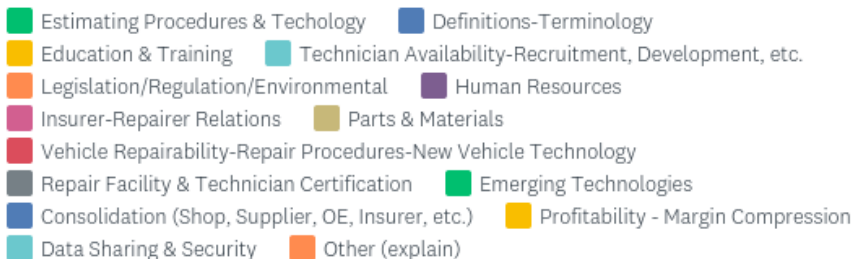 Estimating Procedures & Techology Definitions-Terminology
Education & Training Technician Availability-Recruitment, Development, etc.
Legislation/Regulation/Environmental Human Resources
Insurer-Repairer Relations Parts & Materials
Vehicle Repairability-Repair Procedures-New Vehicle Technology
Repair Facility & Technician Certification Emerging Technologies
Consolidation (Shop, Supplier, OE, Insurer, etc.) Profitability - Margin Compression
Data Sharing & Security Other (explain)